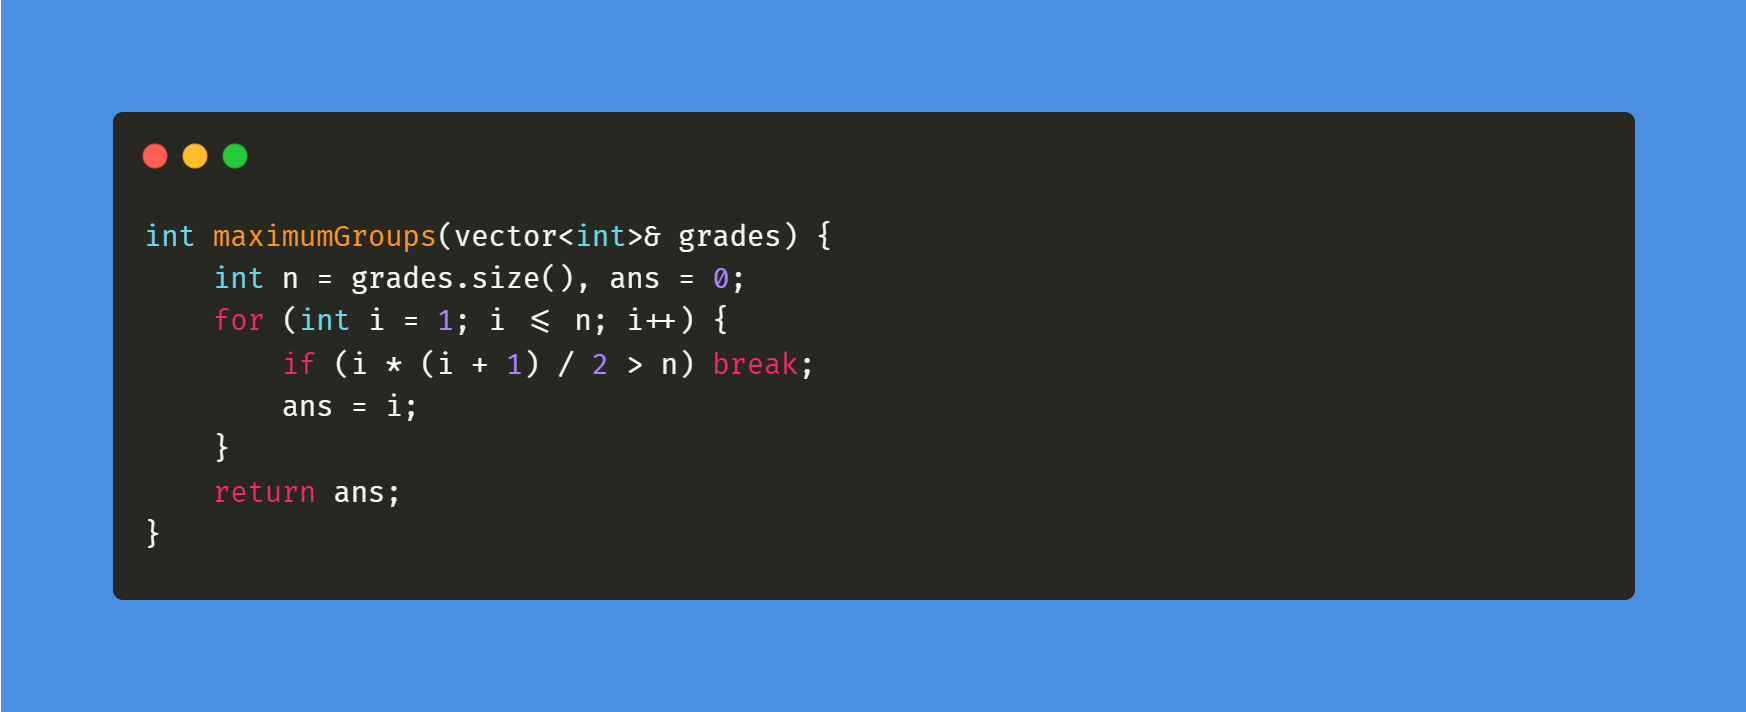 int maximumGroups(vector<int>& grades) {
    int n = grades.size(), ans = 0;
    for (int i = 1; i <= n; i++) {
        if (i * (i + 1) / 2 > n) break;
        ans = i;
    }
    return ans;
}